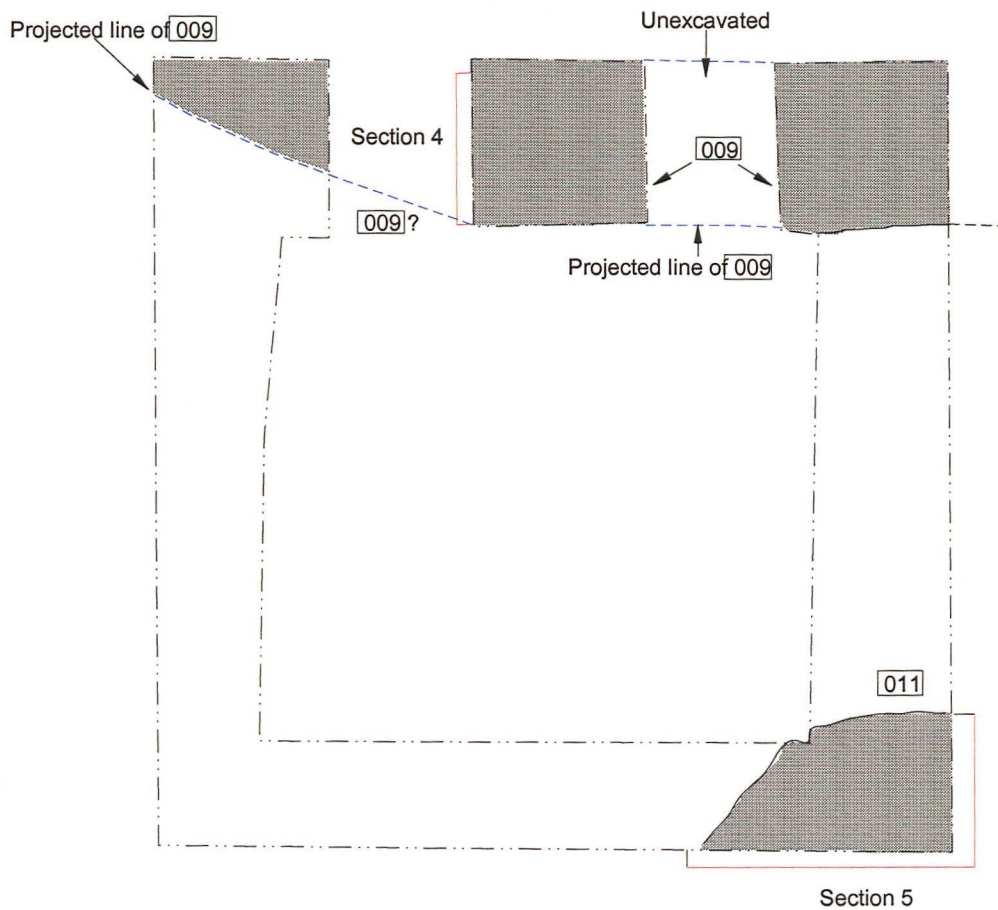 Unexcavated
Projected line of 009
Section 4
009
009 ?
Projected line of 009
011
Section 5